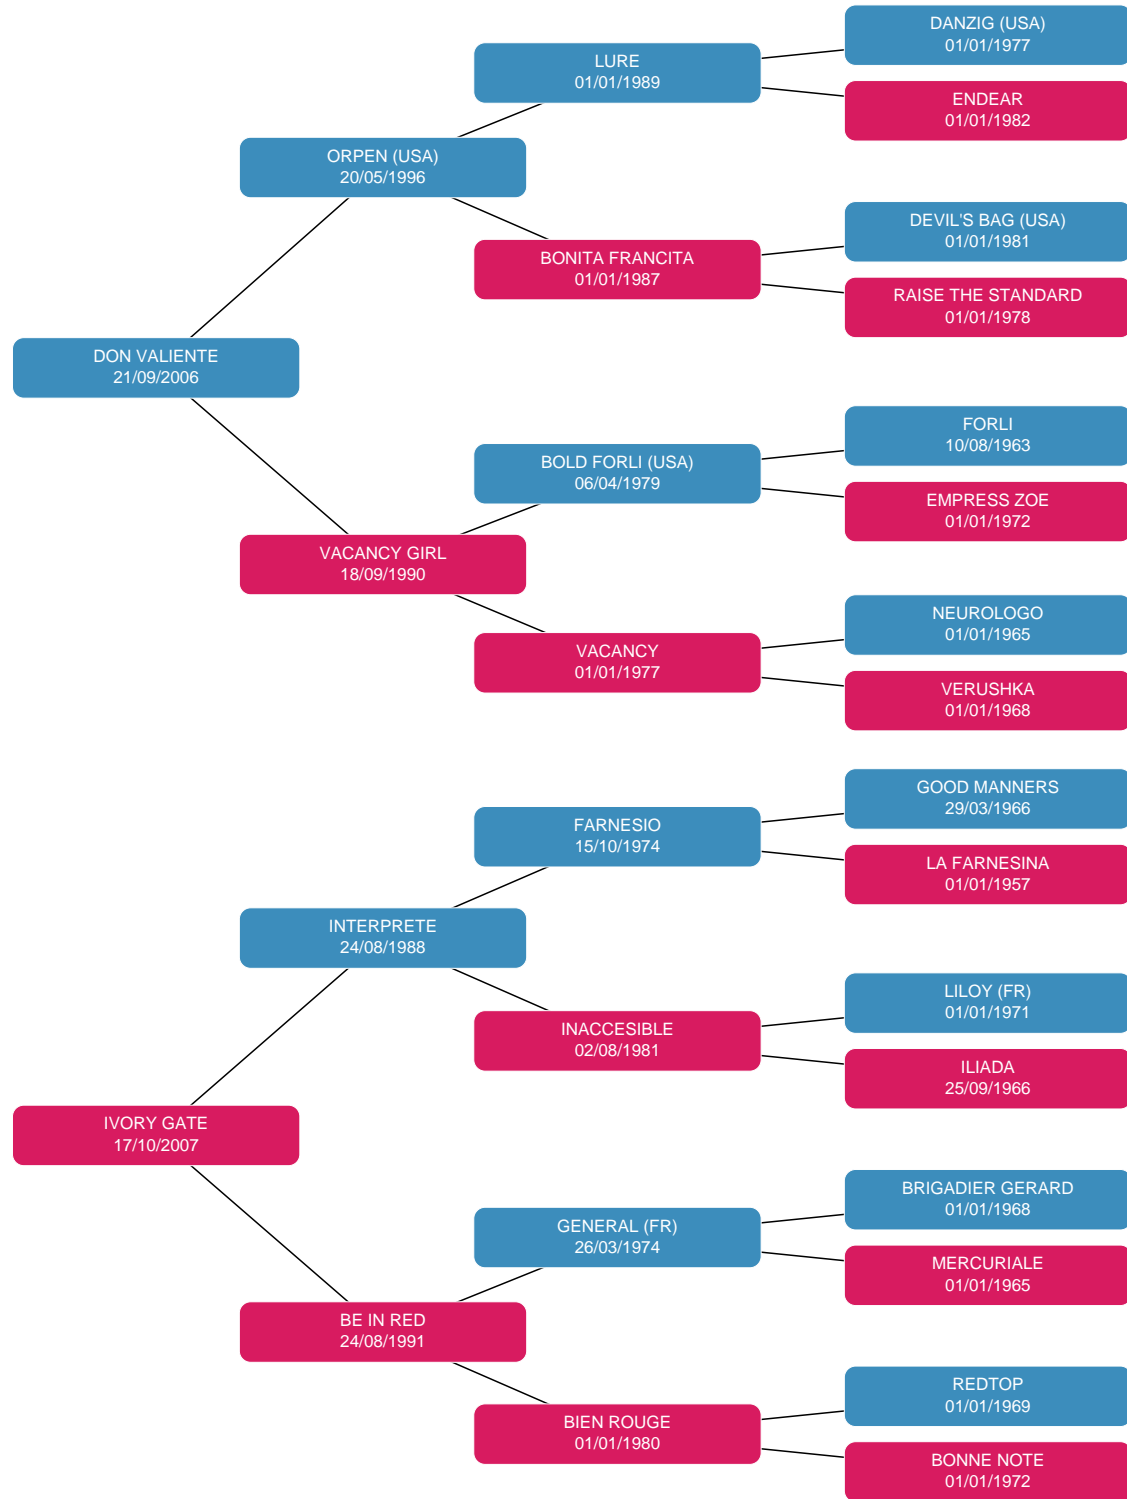 DANZIG (USA)
01/01/1977
LURE
01/01/1989
ENDEAR
01/01/1982
ORPEN (USA)
20/05/1996
DEVIL'S BAG (USA)
01/01/1981
BONITA FRANCITA
01/01/1987
RAISE THE STANDARD
01/01/1978
DON VALIENTE
21/09/2006
FORLI
10/08/1963
BOLD FORLI (USA)
06/04/1979
EMPRESS ZOE
01/01/1972
VACANCY GIRL
18/09/1990
NEUROLOGO
01/01/1965
VACANCY
01/01/1977
VERUSHKA
01/01/1968
GOOD MANNERS
29/03/1966
FARNESIO
15/10/1974
LA FARNESINA
01/01/1957
INTERPRETE
24/08/1988
LILOY (FR)
01/01/1971
INACCESIBLE
02/08/1981
ILIADA
25/09/1966
IVORY GATE
17/10/2007
BRIGADIER GERARD
01/01/1968
GENERAL (FR)
26/03/1974
MERCURIALE
01/01/1965
BE IN RED
24/08/1991
REDTOP
01/01/1969
BIEN ROUGE
01/01/1980
BONNE NOTE
01/01/1972